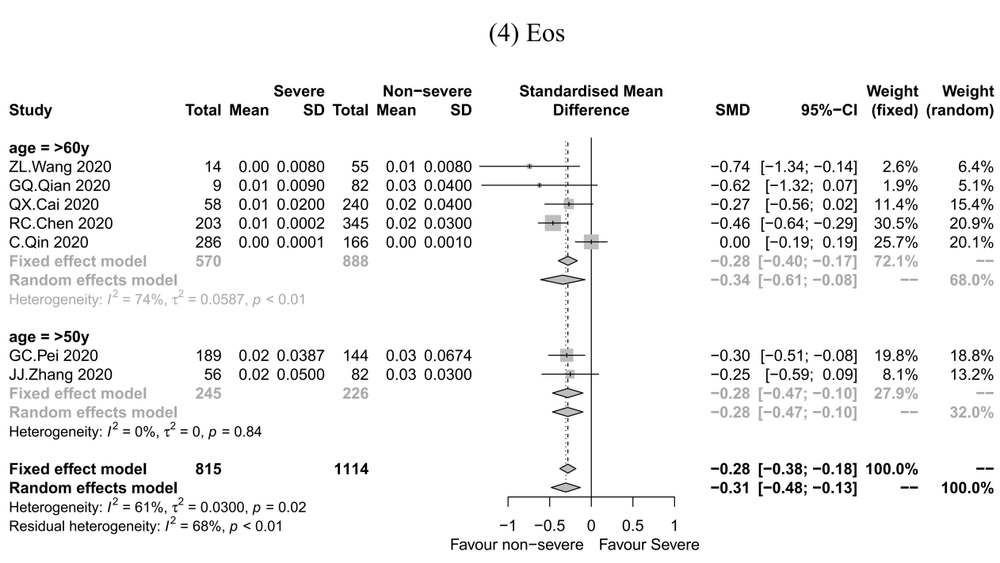 (4) Eos
Severe Non−severe Standardised Mean Weight Weight
Study Total Mean SD Total Mean SD Difference SMD 95%−CI (fixed) (random)
age = >60y
ZL.Wang 2020 14 0.00 0.0080 55 0.01 0.0080 −0.74 [−1.34; −0.14] 2.6% 6.4%
GQ.Qian 2020 9 0.01 0.0090 82 0.03 0.0400 −0.62 [−1.32; 0.07] 1.9% 5.1%
QX.Cai 2020 58 0.01 0.0200 240 0.02 0.0400 −0.27 [−0.56; 0.02] 11.4% 15.4%
RC.Chen 2020 203 0.01 0.0002 345 0.02 0.0300 −0.46 [−0.64; −0.29] 30.5% 20.9%
C.Qin 2020 286 0.00 0.0001 166 0.00 0.0010 0.00 [−0.19; 0.19] 25.7% 20.1%
Fixed effect model 570 888 −0.28 [−0.40; −0.17] 72.1% −−
Random effects model −0.34 [−0.61; −0.08] −− 68.0%
Heterogeneity: I² = 74%, τ² = 0.0587, p < 0.01
age = >50y
GC.Pei 2020 189 0.02 0.0387 144 0.03 0.0674 −0.30 [−0.51; −0.08] 19.8% 18.8%
JJ.Zhang 2020 56 0.02 0.0500 82 0.03 0.0300 −0.25 [−0.59; 0.09] 8.1% 13.2%
Fixed effect model 245 226 −0.28 [−0.47; −0.10] 27.9% −−
Random effects model −0.28 [−0.47; −0.10] −− 32.0%
Heterogeneity: I² = 0%, τ² = 0, p = 0.84
Fixed effect model 815 1114 −0.28 [−0.38; −0.18] 100.0% −−
Random effects model −0.31 [−0.48; −0.13] −− 100.0%
Heterogeneity: I² = 61%, τ² = 0.0300, p = 0.02
Residual heterogeneity: I² = 68%, p < 0.01
−1 −0.5 0 0.5 1
Favour non−severe Favour Severe